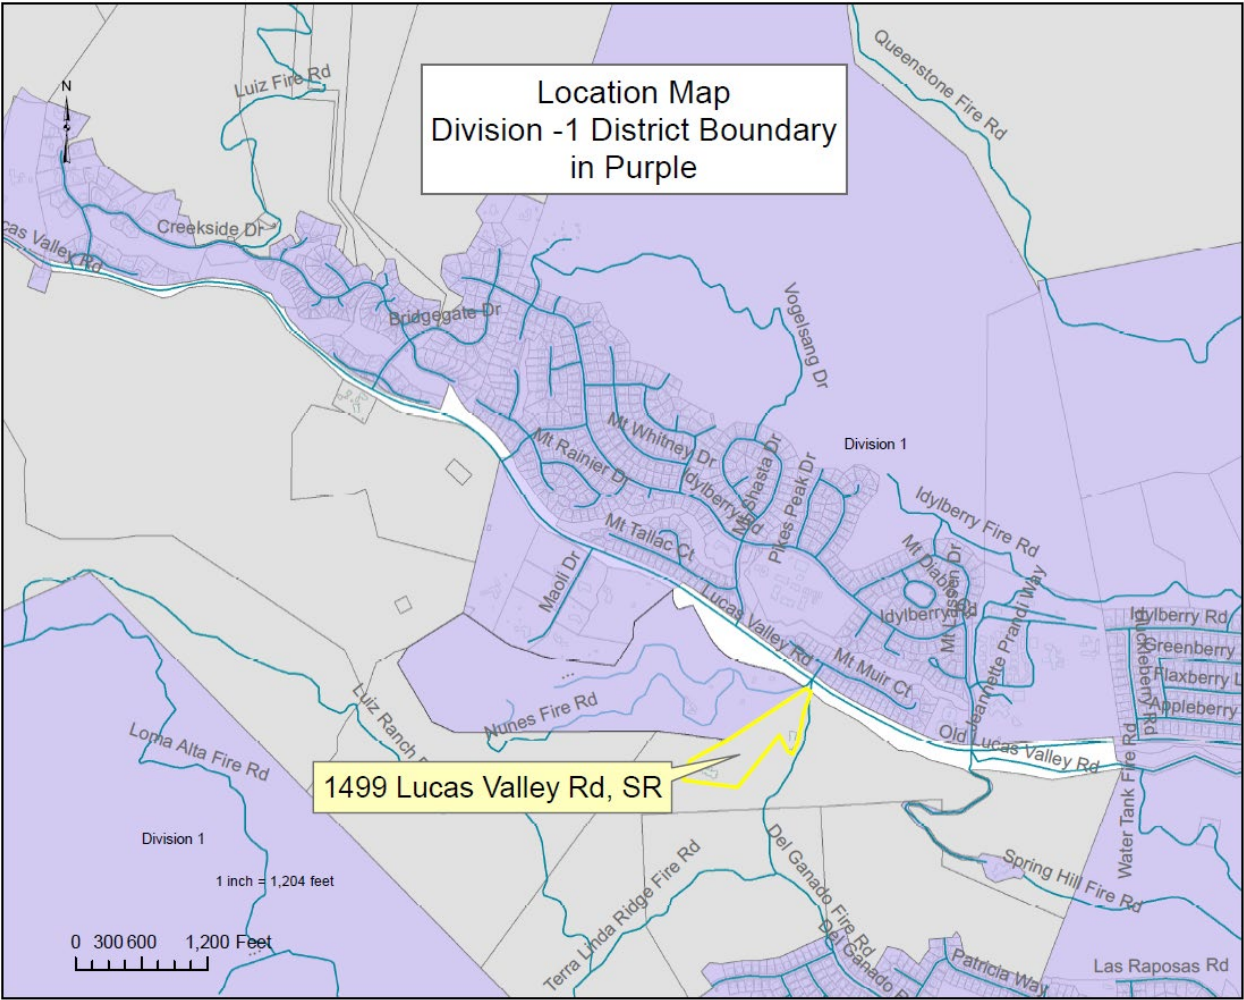 Queenstone Fire Rd
Luiz Fire Rd
N
Location Map
Division -1 District Boundary
in Purple
Creekside Dr
cas Valley Rd
Bridgegate Dr
Vogelsang Dr
Mt Whitney Dr
Mt Rainier Dr
Mt Shasta Dr
Division 1
Pikes Peak Dr
Idylberry Rd
Idylberry Fire Rd
Mt Tallac Ct
Maoli Dr
Mt Diablo
Mt Lassen Dr
Jeannette Prandi Way
Lucas Valley Rd
Idylberry Rd
Idylberry Rd
Huckleberry Rd
Greenberry
Flaxberry L
Appleberry
Mt Muir Ct
Nunes Fire Rd
Luiz Ranch
Loma Alta Fire Rd
Old Lucas Valley Rd
1499 Lucas Valley Rd, SR
Water Tank Fire Rd
Division 1
1 inch = 1,204 feet
Del Ganado Fire Rd
Spring Hill Fire Rd
Terra Linda Ridge Fire Rd
0 300 600 1,200 Feet
Del Ganado R
Patricia Way
Las Raposas Rd